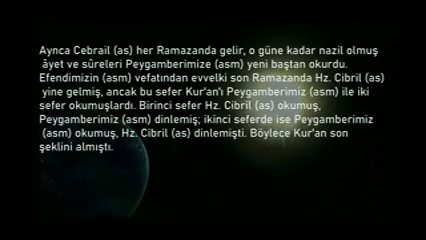 Ayrıca Cebrail (as) her Ramazanda gelir, o güne kadar nazil olmuş
âyet ve sûreleri Peygamberimize (asm) yeni baştan okurdu.
Efendimizin (asm) vefatından evvelki son Ramazanda Hz. Cibril (as)
yine gelmiş, ancak bu sefer Kur'an'ı Peygamberimiz (asm) ile iki
sefer okumuşlardı. Birinci sefer Hz. Cibril (as) okumuş,
Peygamberimiz (asm) dinlemiş; ikinci seferde ise Peygamberimiz
(asm) okumuş, Hz. Cibril (as) dinlemişti. Böylece Kur'an son
şeklini almıştı.